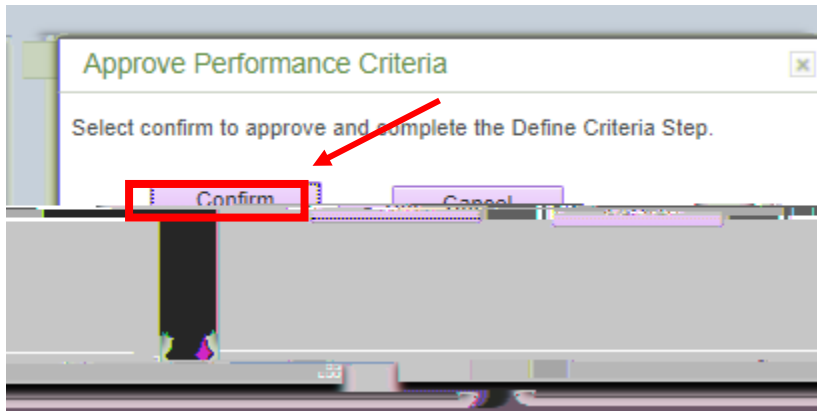 Approve Performance Criteria
Select confirm to approve and complete the Define Criteria Step.
Confirm Cancel